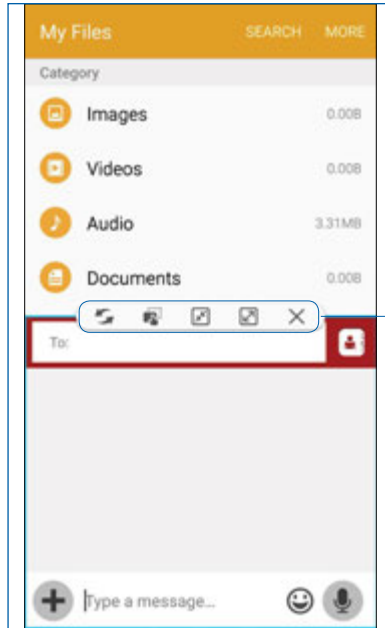 My Files SEARCH MORE
Category
Images 0.00B
Videos 0.00B
Audio 3.31MB
Documents 0.00B
To:
Type a message...